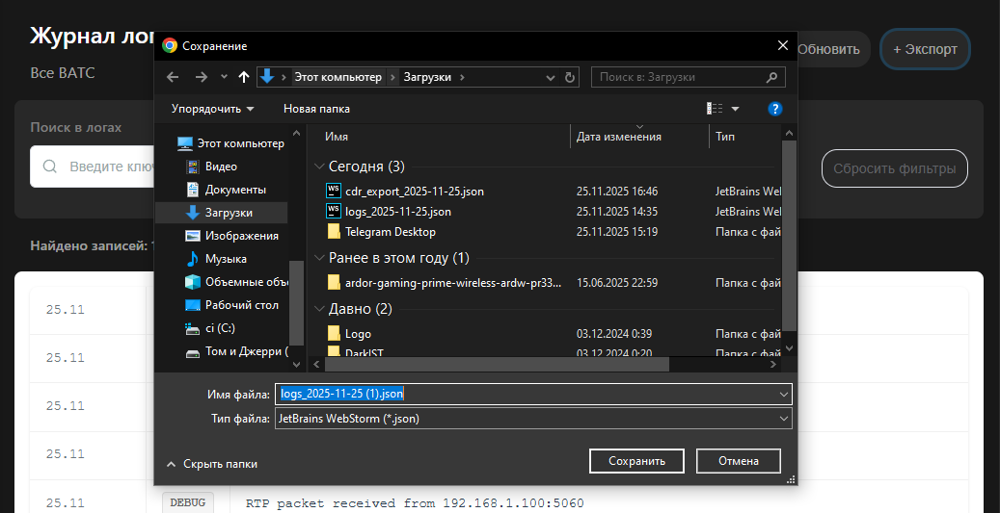 Журнал
Все ВАТС
Обновить
+ Экспорт
Поиск в логах
Введите
Сбросить фильтры
Найдено записей:
Сохранение
Этот компьютер
Загрузки
Поиск в: Загрузки
Упорядочить
Новая папка
?
Этот компьютер
Видео
Документы
Загрузки
Изображения
Музыка
Объемные объ
Рабочий стол
ci (C:)
Том и Джерри (
Имя
Дата изменения
Тип
Сегодня (3)
WS cdr_export_2025-11-25.json 25.11.2025 16:46 JetBrains We
WS logs_2025-11-25.json 25.11.2025 14:35 JetBrains We
Telegram Desktop 25.11.2025 15:19 Папка с фай
Ранее в этом году (1)
ardor-gaming-prime-wireless-ardw-pr33... 15.06.2025 22:59 Папка с фай
Давно (2)
Logo 03.12.2024 0:39 Папка с фай
DarkIST 03.12.2024 0:20 Папка с фай
Имя файла: logs_2025-11-25 (1).json
Тип файла: JetBrains WebStorm (*.json)
Скрыть папки
Сохранить
Отмена
25.11
25.11
25.11
25.11
25.11 DEBUG RTP packet received from 192.168.1.100:5060